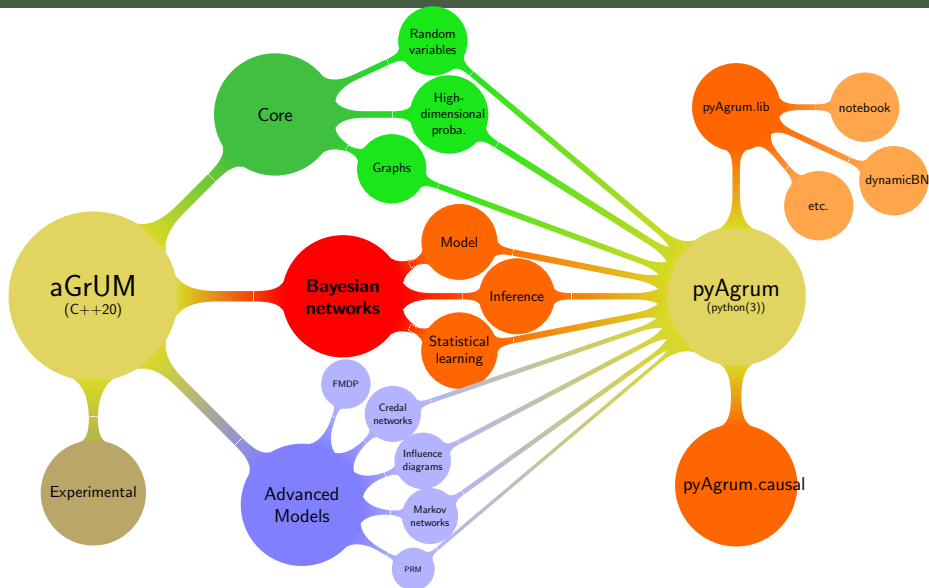 Random
variables
Core
High-
dimensional
proba.
Graphs
pyAgrum.lib
notebook
dynamicBN
etc.
aGrUM
(C++20)
Bayesian
networks
Model
Inference
Statistical
learning
pyAgrum
(python(3))
FMDP
Credal
networks
Influence
diagrams
Markov
networks
PRM
Advanced
Models
Experimental
pyAgrum.causal